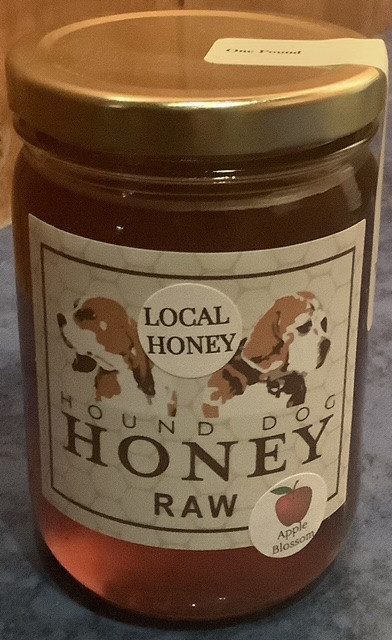 One Pound
LOCAL
HONEY
HOUND DOG
HONEY
RAW
Apple
Blossom